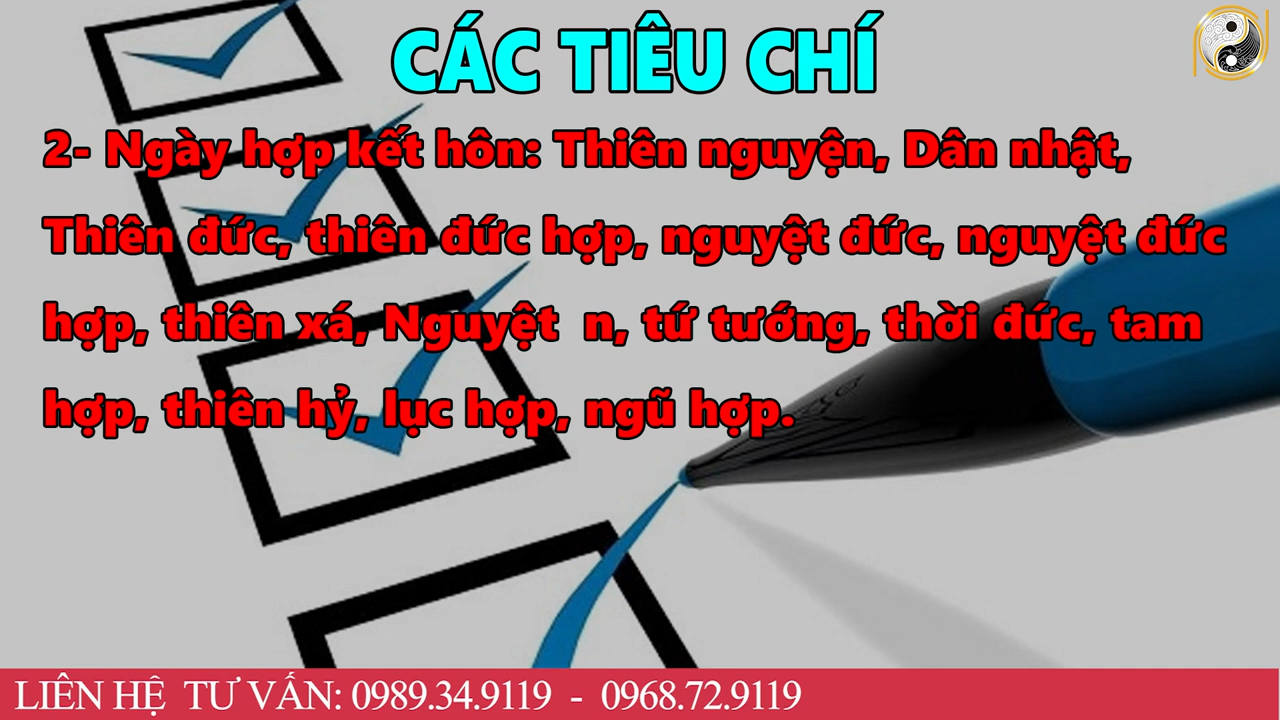 CÁC TIÊU CHÍ
2- Ngày hợp kết hôn: Thiên nguyện, Dân nhật,
Thiên đức, thiên đức hợp, nguyệt đức, nguyệt đức
hợp, thiên xá, Nguyệt n, tứ tướng, thời đức, tam
hợp, thiên hỷ, lục hợp, ngũ hợp.
LIÊN HỆ TƯ VẤN: 0989.34.9119 - 0968.72.9119